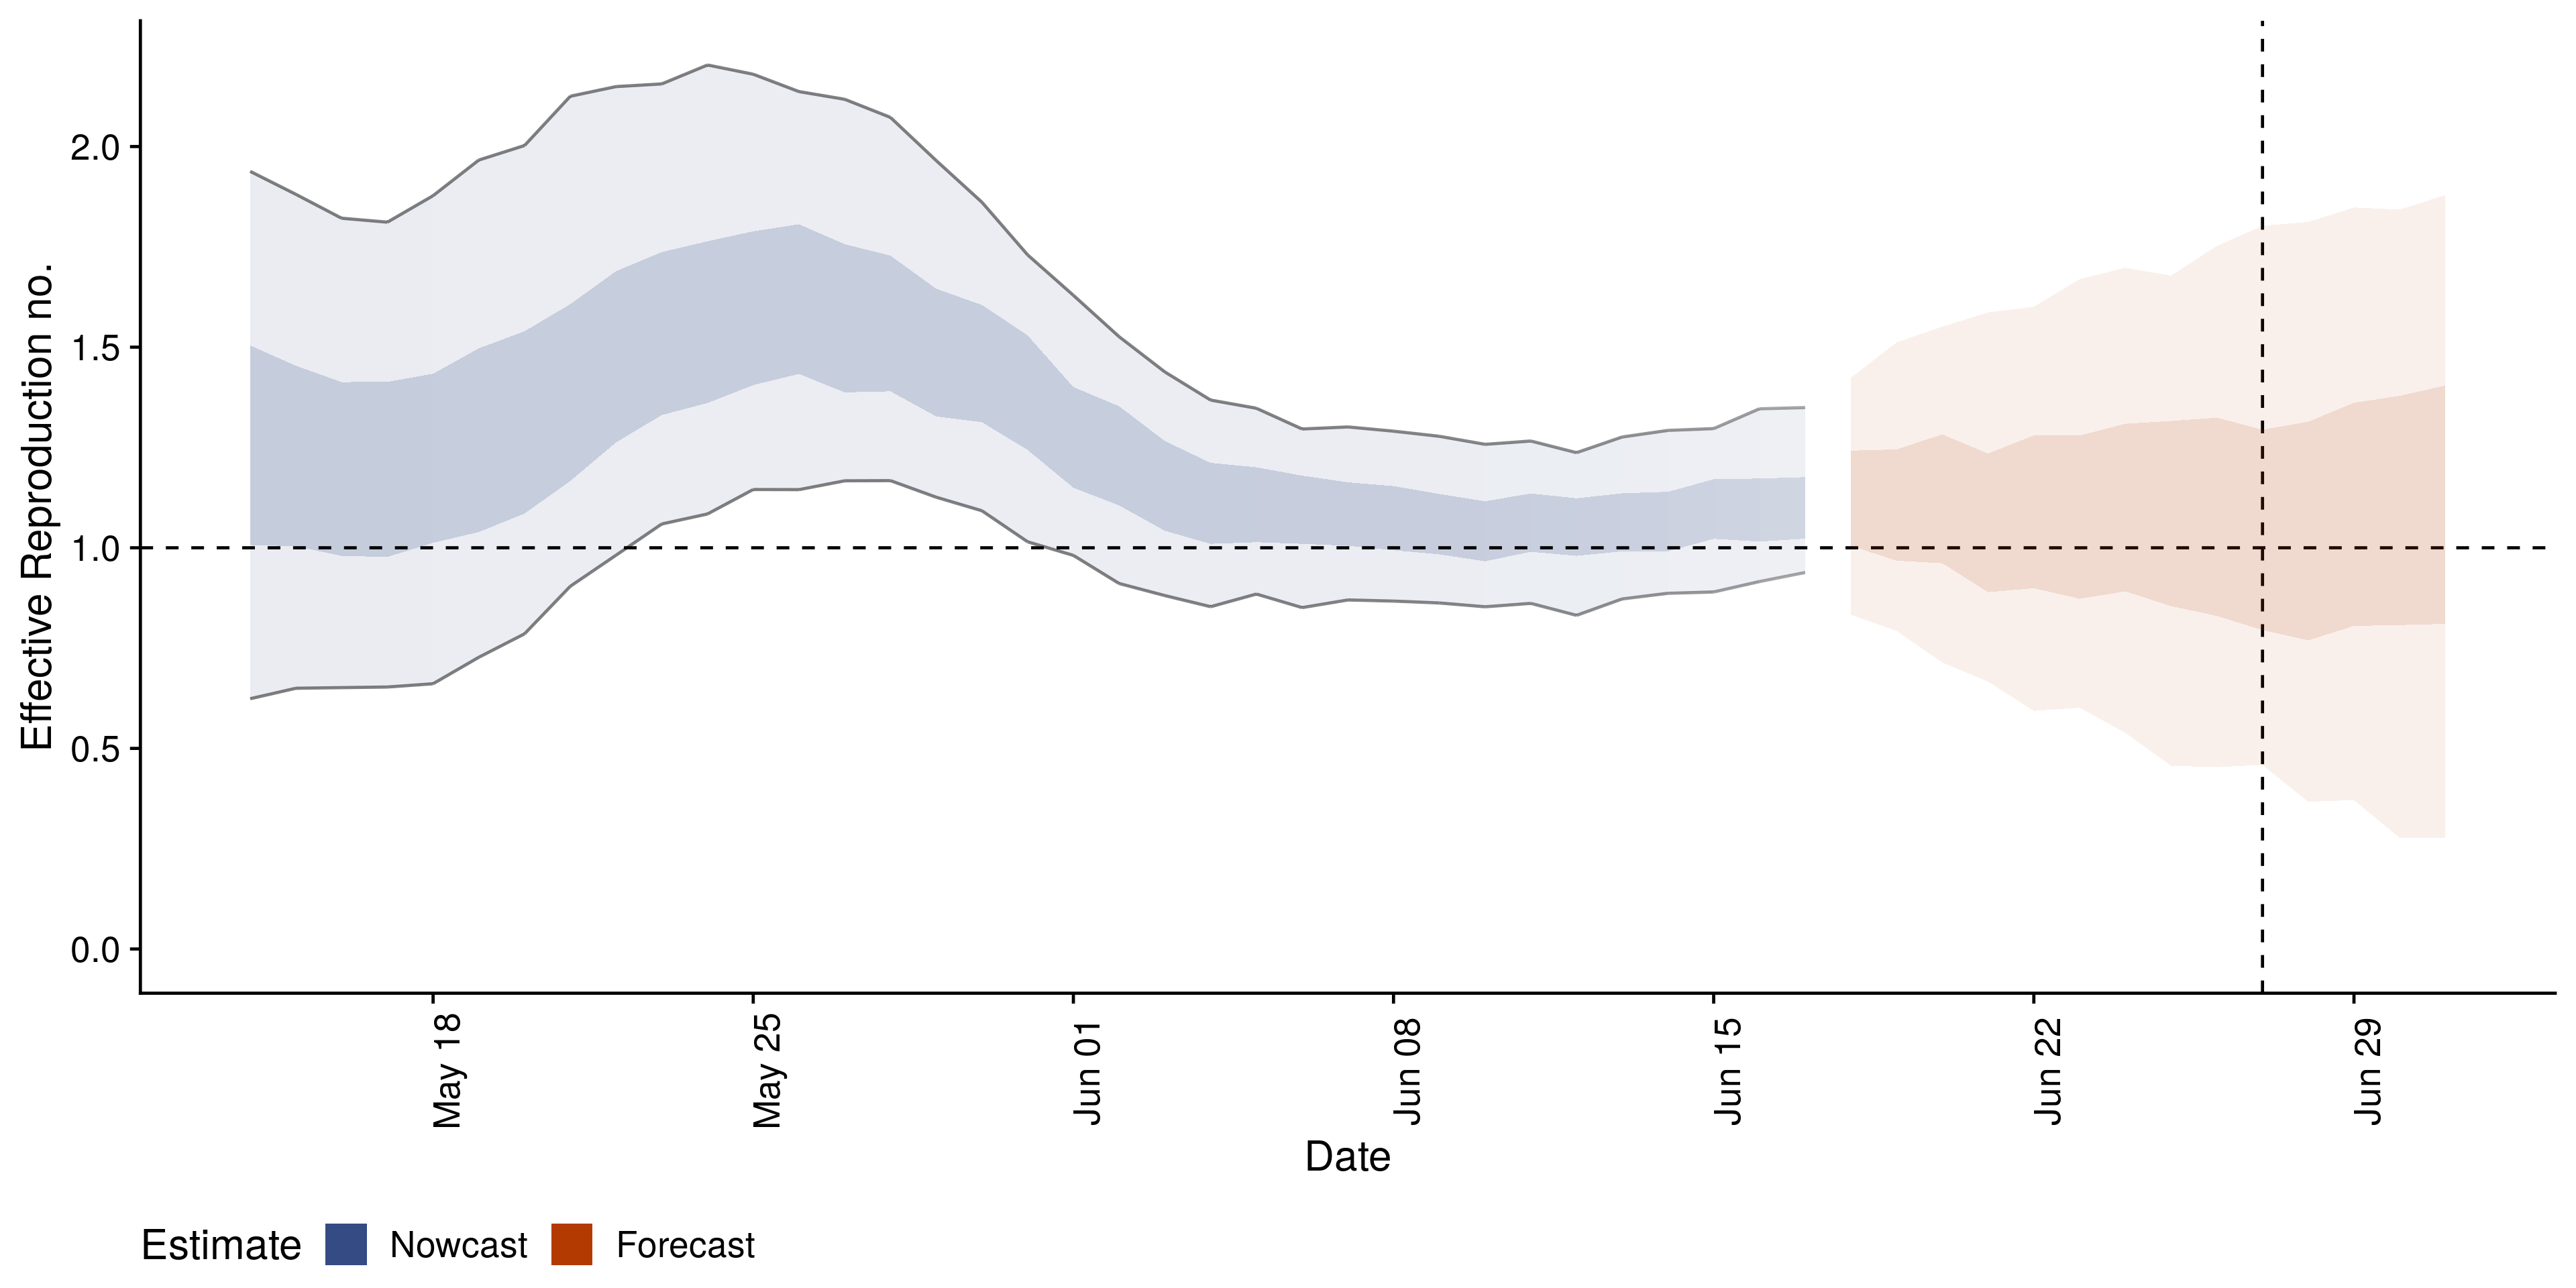 Effective Reproduction no.
2.0
1.5
1.0
0.5
0.0
May 18
May 25
Jun 01
Jun 08
Jun 15
Jun 22
Jun 29
Date
Estimate Nowcast Forecast